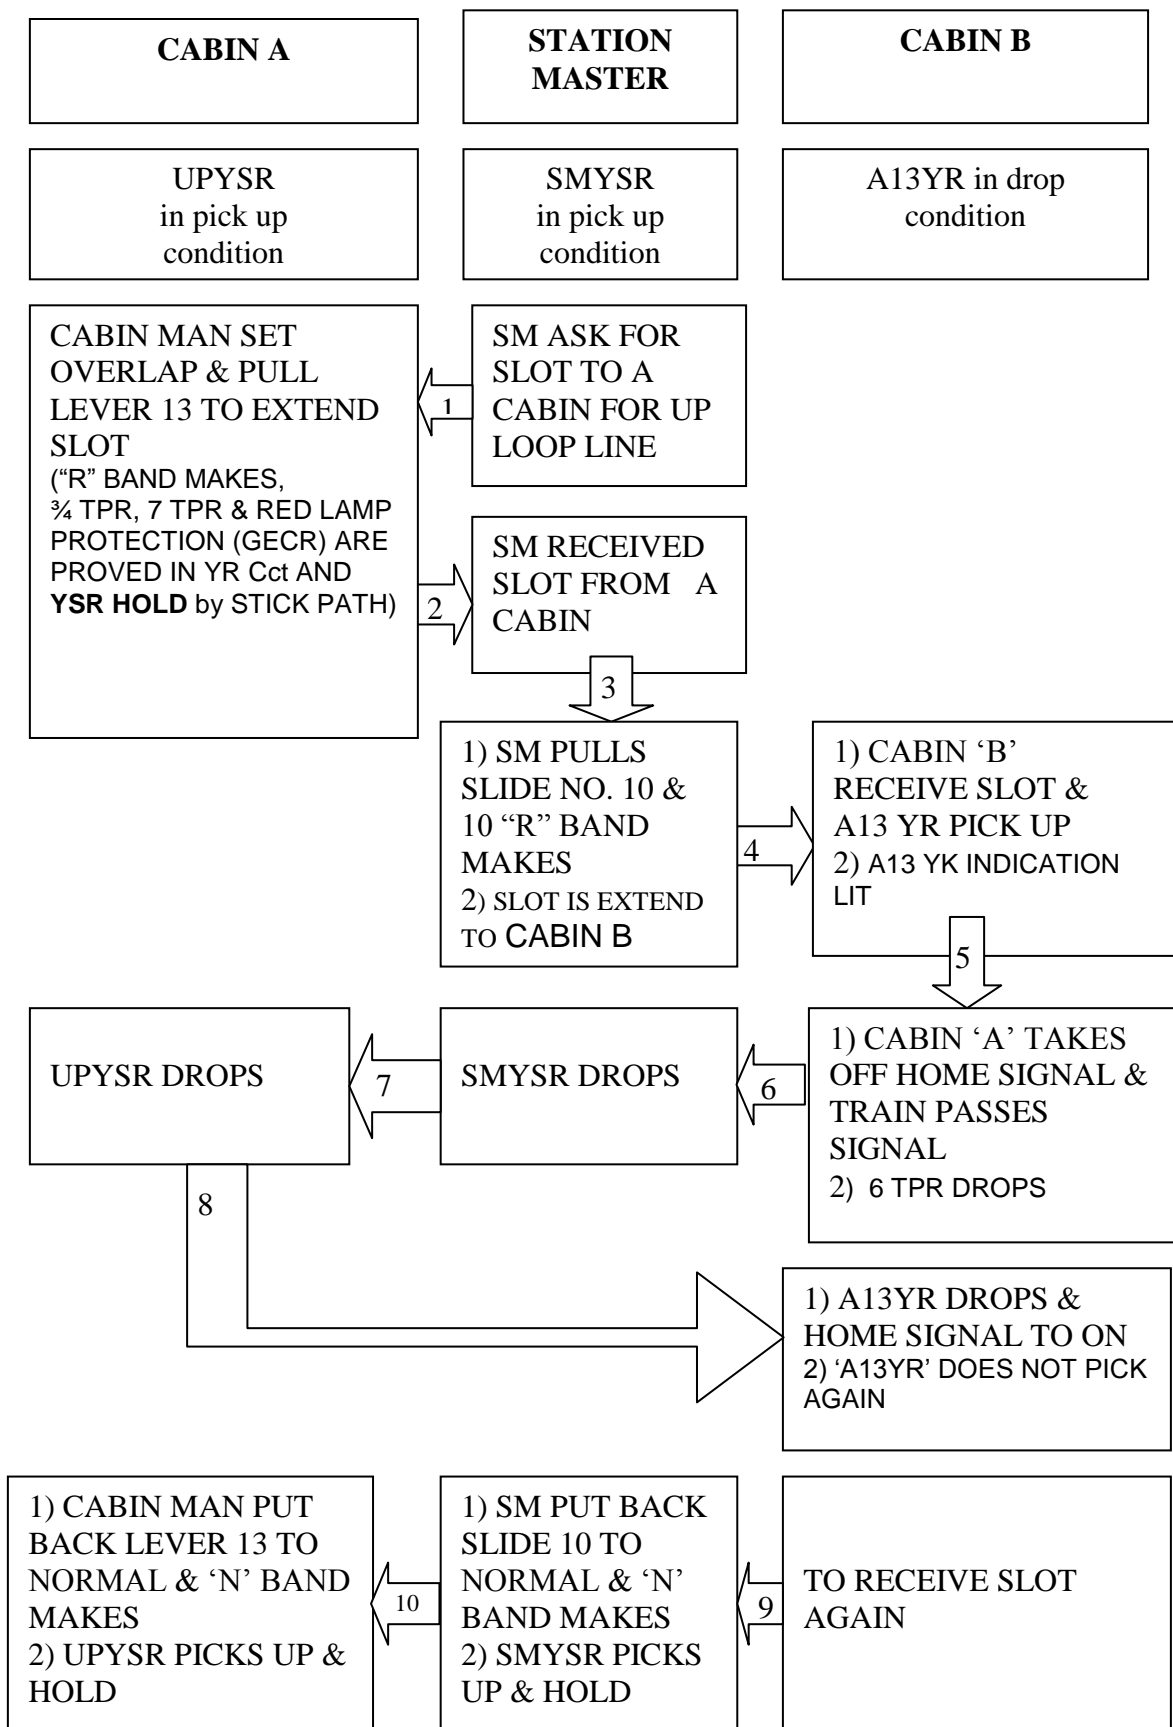 CABIN A
STATION
MASTER
CABIN B
UPYSR
in pick up
condition
SMYSR
in pick up
condition
A13YR in drop
condition
CABIN MAN SET
OVERLAP & PULL
LEVER 13 TO EXTEND
SLOT
(“R” BAND MAKES,
¾ TPR, 7 TPR & RED LAMP
PROTECTION (GECR) ARE
PROVED IN YR Cct AND
YSR HOLD by STICK PATH)
1
SM ASK FOR
SLOT TO A
CABIN FOR UP
LOOP LINE
2
SM RECEIVED
SLOT FROM A
CABIN
3
1) SM PULLS
SLIDE NO. 10 &
10 “R” BAND
MAKES
2) SLOT IS EXTEND
TO CABIN B
4
1) CABIN ‘B’
RECEIVE SLOT &
A13 YR PICK UP
2) A13 YK INDICATION
LIT
5
UPYSR DROPS
7
SMYSR DROPS
6
1) CABIN ‘A’ TAKES
OFF HOME SIGNAL &
TRAIN PASSES
SIGNAL
2) 6 TPR DROPS
8
1) A13YR DROPS &
HOME SIGNAL TO ON
2) ‘A13YR’ DOES NOT PICK
AGAIN
1) CABIN MAN PUT
BACK LEVER 13 TO
NORMAL & ‘N’ BAND
MAKES
2) UPYSR PICKS UP &
HOLD
10
1) SM PUT BACK
SLIDE 10 TO
NORMAL & ‘N’
BAND MAKES
2) SMYSR PICKS
UP & HOLD
9
TO RECEIVE SLOT
AGAIN